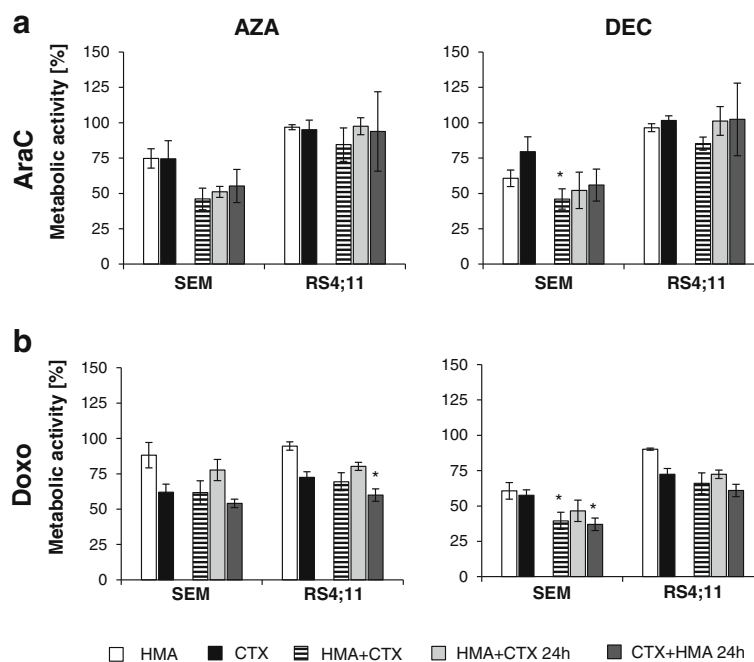 a
AZA
DEC
AraC
Metabolic activity [%]
150
125
100
75
50
25
0
SEM
RS4;11
150
125
100
75
50
25
0
*
SEM
RS4;11
b
Doxo
Metabolic activity [%]
150
125
100
75
50
25
0
*
SEM
RS4;11
150
125
100
75
50
25
0
*
*
SEM
RS4;11
HMA
CTX
HMA+CTX
HMA+CTX 24h
CTX+HMA 24h